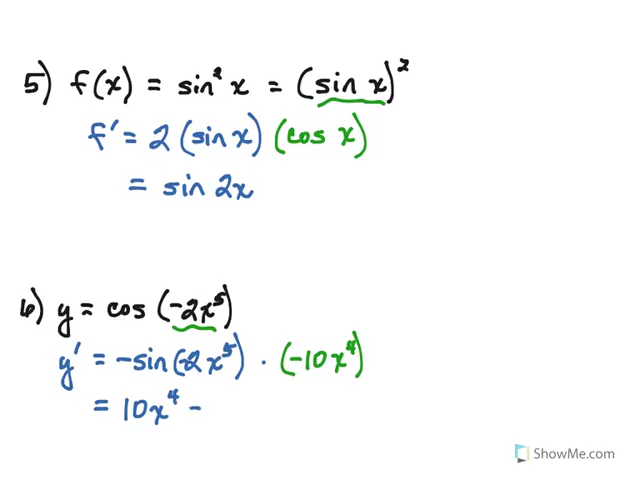 5) f(x) = sin² x = (sin x)²
f' = 2 (sin x) (cos x)
= sin 2x
6) y = cos (-2x⁵)
y' = -sin (-2x⁵) · (-10x⁴)
= 10x⁴ -
ShowMe.com